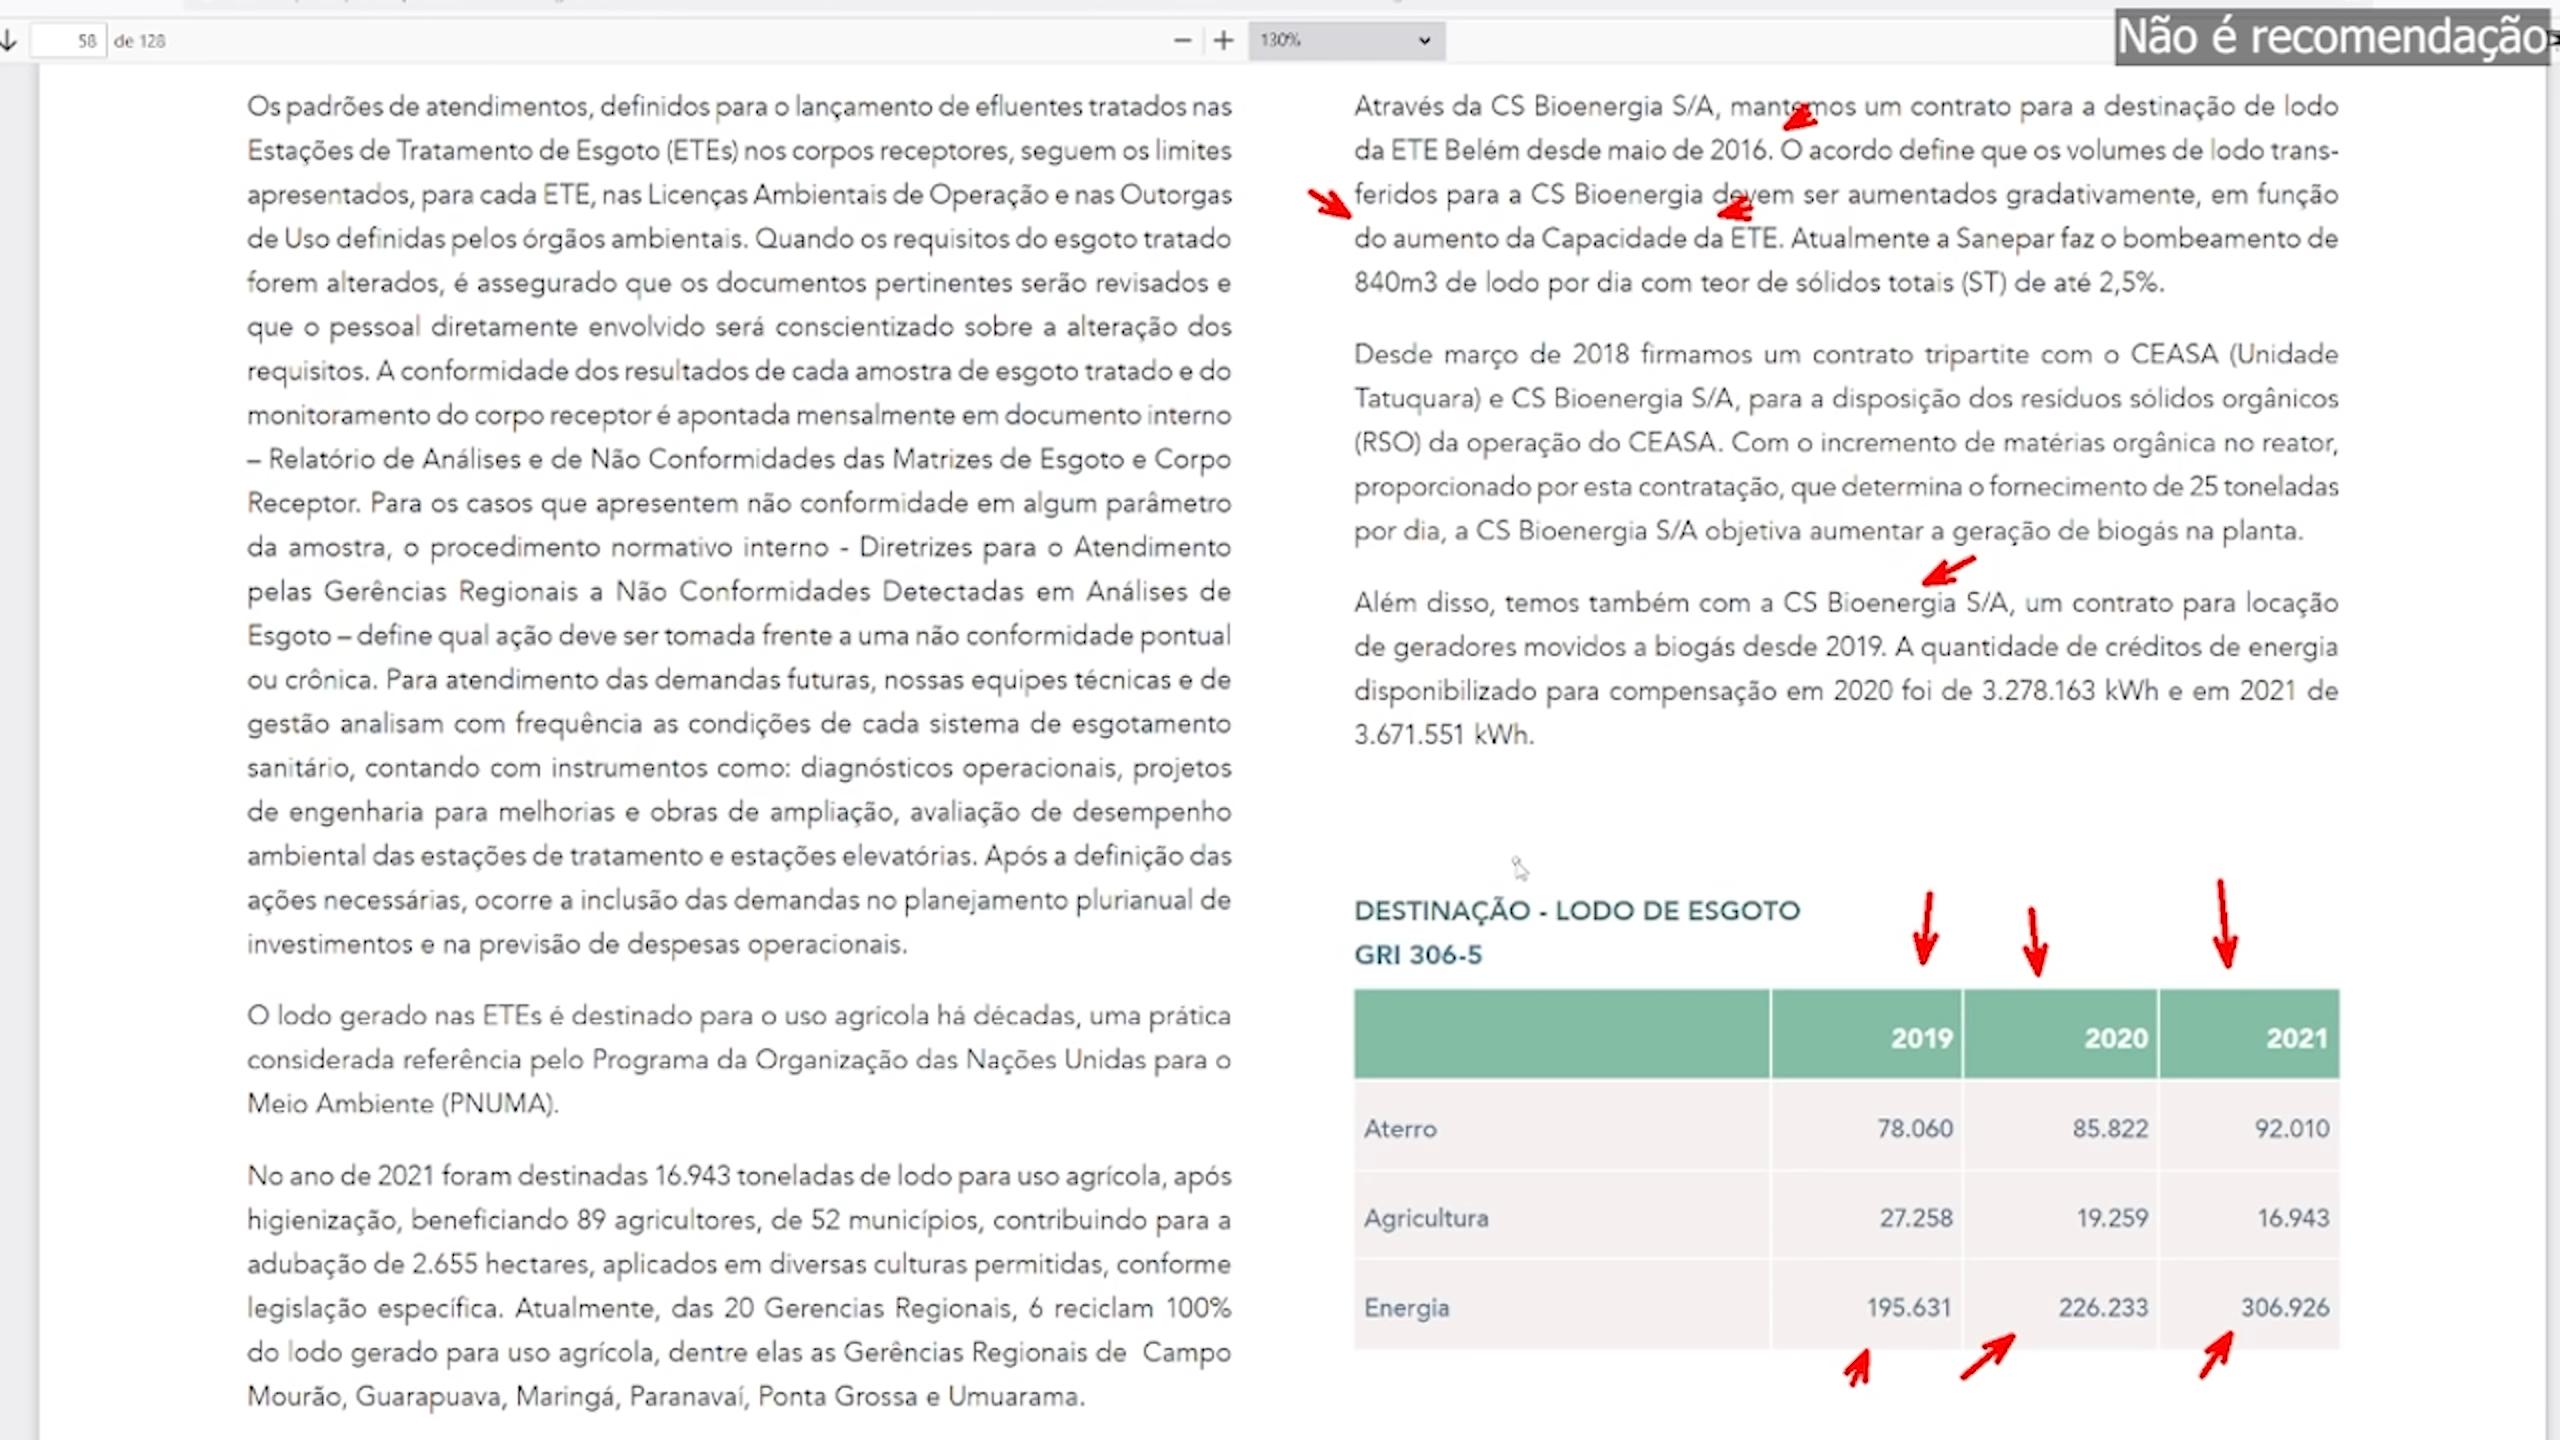 58 de 128
130%
Não é recomendação
Os padrões de atendimentos, definidos para o lançamento de efluentes tratados nas
Estações de Tratamento de Esgoto (ETEs) nos corpos receptores, seguem os limites
apresentados, para cada ETE, nas Licenças Ambientais de Operação e nas Outorgas
de Uso definidas pelos órgãos ambientais. Quando os requisitos do esgoto tratado
forem alterados, é assegurado que os documentos pertinentes serão revisados e
que o pessoal diretamente envolvido será conscientizado sobre a alteração dos
requisitos. A conformidade dos resultados de cada amostra de esgoto tratado e do
monitoramento do corpo receptor é apontada mensalmente em documento interno
– Relatório de Análises e de Não Conformidades das Matrizes de Esgoto e Corpo
Receptor. Para os casos que apresentem não conformidade em algum parâmetro
da amostra, o procedimento normativo interno - Diretrizes para o Atendimento
pelas Gerências Regionais a Não Conformidades Detectadas em Análises de
Esgoto – define qual ação deve ser tomada frente a uma não conformidade pontual
ou crônica. Para atendimento das demandas futuras, nossas equipes técnicas e de
gestão analisam com frequência as condições de cada sistema de esgotamento
sanitário, contando com instrumentos como: diagnósticos operacionais, projetos
de engenharia para melhorias e obras de ampliação, avaliação de desempenho
ambiental das estações de tratamento e estações elevatórias. Após a definição das
ações necessárias, ocorre a inclusão das demandas no planejamento plurianual de
investimentos e na previsão de despesas operacionais.
O lodo gerado nas ETEs é destinado para o uso agrícola há décadas, uma prática
considerada referência pelo Programa da Organização das Nações Unidas para o
Meio Ambiente (PNUMA).
No ano de 2021 foram destinadas 16.943 toneladas de lodo para uso agrícola, após
higienização, beneficiando 89 agricultores, de 52 municípios, contribuindo para a
adubação de 2.655 hectares, aplicados em diversas culturas permitidas, conforme
legislação específica. Atualmente, das 20 Gerencias Regionais, 6 reciclam 100%
do lodo gerado para uso agrícola, dentre elas as Gerências Regionais de Campo
Mourão, Guarapuava, Maringá, Paranavaí, Ponta Grossa e Umuarama.
Através da CS Bioenergia S/A, mantemos um contrato para a destinação de lodo
da ETE Belém desde maio de 2016. O acordo define que os volumes de lodo trans-
feridos para a CS Bioenergia devem ser aumentados gradativamente, em função
do aumento da Capacidade da ETE. Atualmente a Sanepar faz o bombeamento de
840m3 de lodo por dia com teor de sólidos totais (ST) de até 2,5%.
Desde março de 2018 firmamos um contrato tripartite com o CEASA (Unidade
Tatuquara) e CS Bioenergia S/A, para a disposição dos resíduos sólidos orgânicos
(RSO) da operação do CEASA. Com o incremento de matérias orgânica no reator,
proporcionado por esta contratação, que determina o fornecimento de 25 toneladas
por dia, a CS Bioenergia S/A objetiva aumentar a geração de biogás na planta.
Além disso, temos também com a CS Bioenergia S/A, um contrato para locação
de geradores movidos a biogás desde 2019. A quantidade de créditos de energia
disponibilizado para compensação em 2020 foi de 3.278.163 kWh e em 2021 de
3.671.551 kWh.
DESTINAÇÃO - LODO DE ESGOTO
GRI 306-5
2019 2020 2021
Aterro 78.060 85.822 92.010
Agricultura 27.258 19.259 16.943
Energia 195.631 226.233 306.926